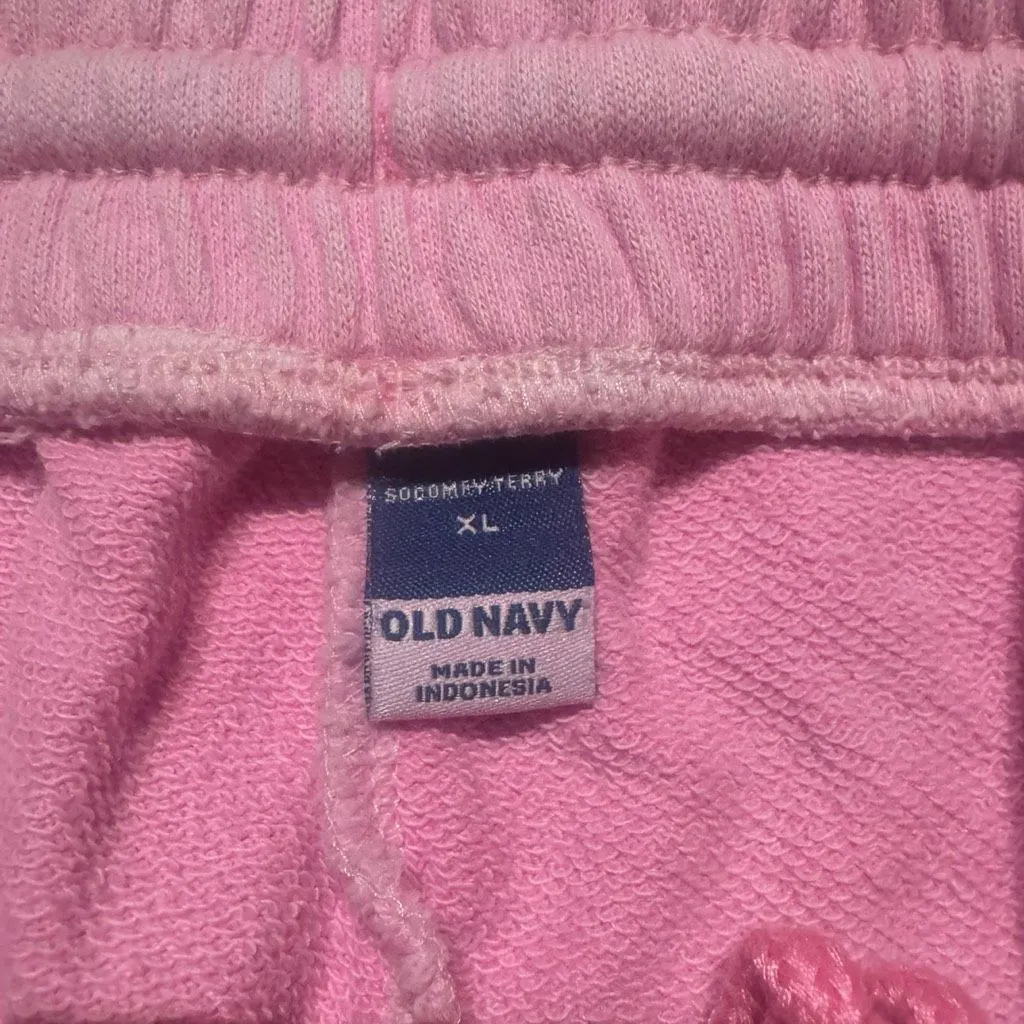 SOCOMFY TERRY
XL
OLD NAVY
MADE IN
INDONESIA